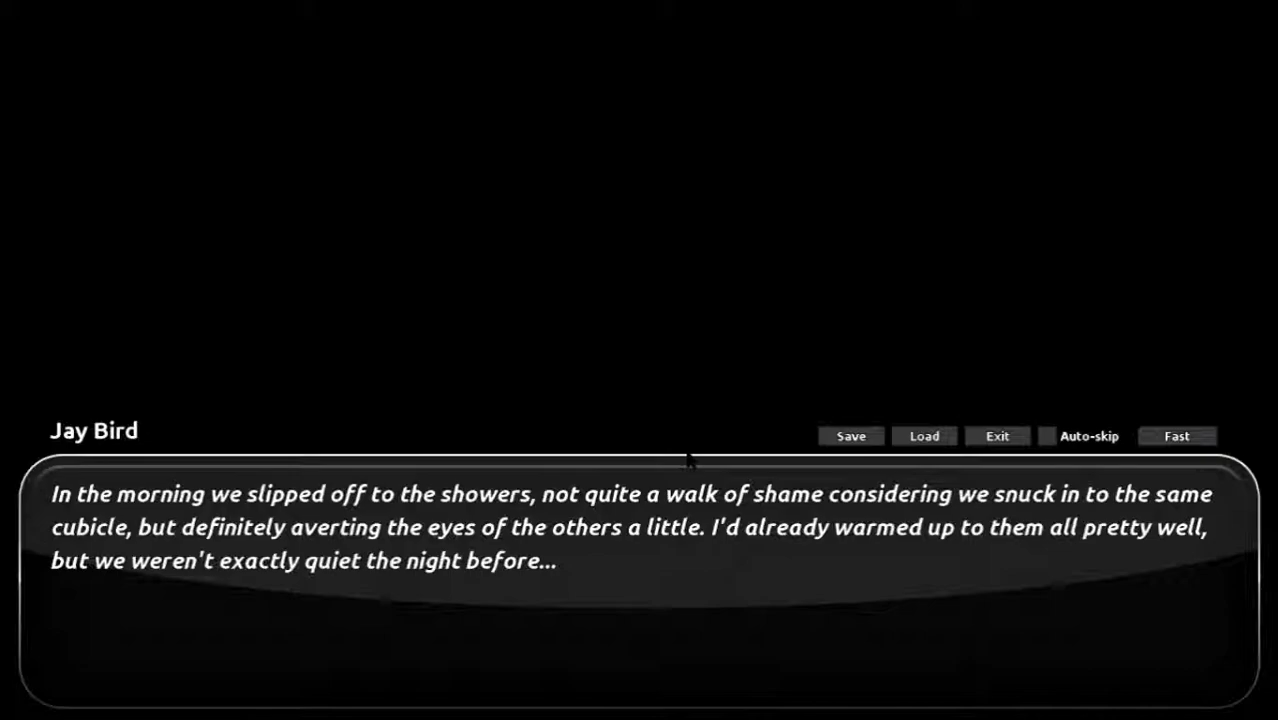 Jay Bird
Save Load Exit Auto-skip Fast
In the morning we slipped off to the showers, not quite a walk of shame considering we snuck in to the same
cubicle, but definitely averting the eyes of the others a little. I'd already warmed up to them all pretty well,
but we weren't exactly quiet the night before...